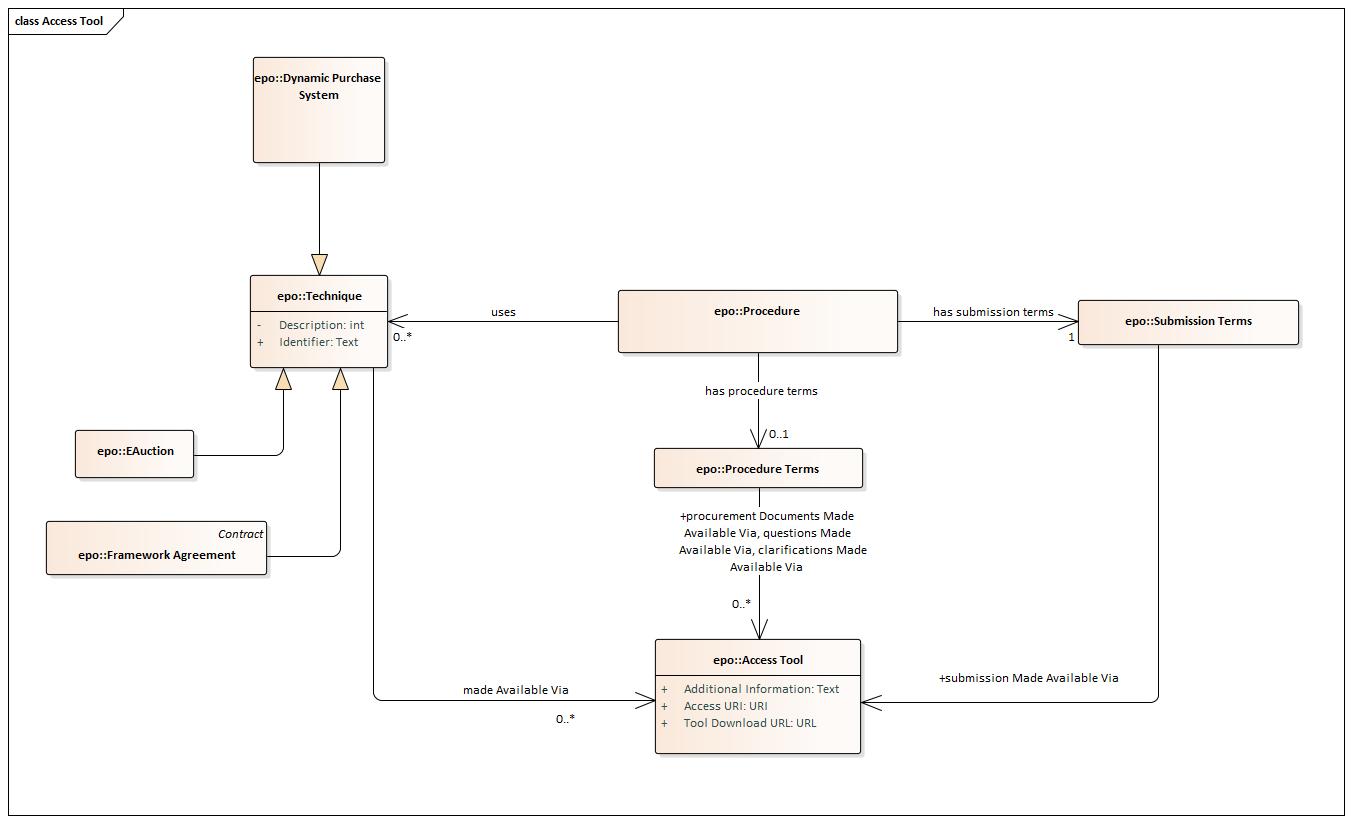 class Access Tool
epo::Dynamic Purchase
System
epo::Technique
- Description: int
+ Identifier: Text
uses
0..*
epo::Procedure
has submission terms
1
epo::Submission Terms
has procedure terms
0..1
epo::EAuction
epo::Procedure Terms
Contract
epo::Framework Agreement
+procurement Documents Made
Available Via, questions Made
Available Via, clarifications Made
Available Via
0..*
epo::Access Tool
+ Additional Information: Text
+ Access URI: URI
+ Tool Download URL: URL
made Available Via
0..*
+submission Made Available Via